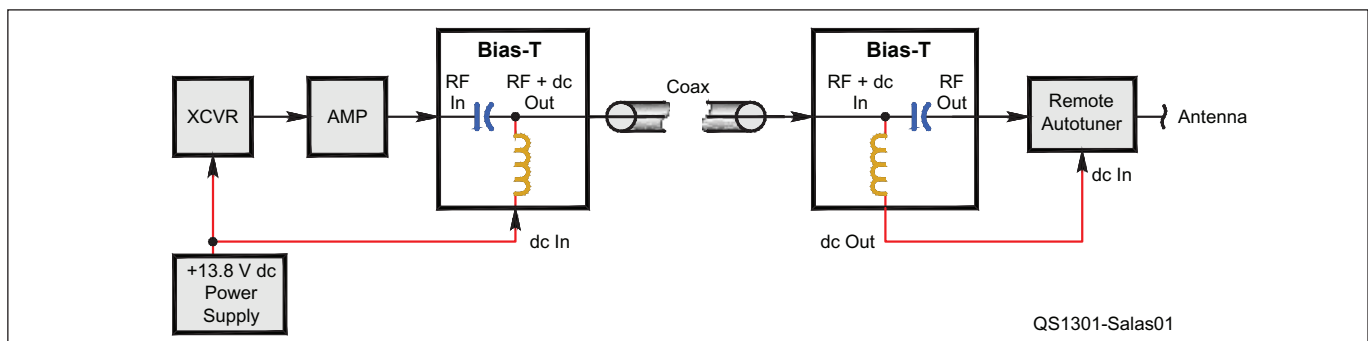 Bias-T
RF
In
RF + dc
Out
XCVR
AMP
dc In
+13.8 V dc
Power
Supply
Coax
Bias-T
RF + dc
In
RF
Out
dc Out
Remote
Autotuner
Antenna
dc In
QS1301-Salas01